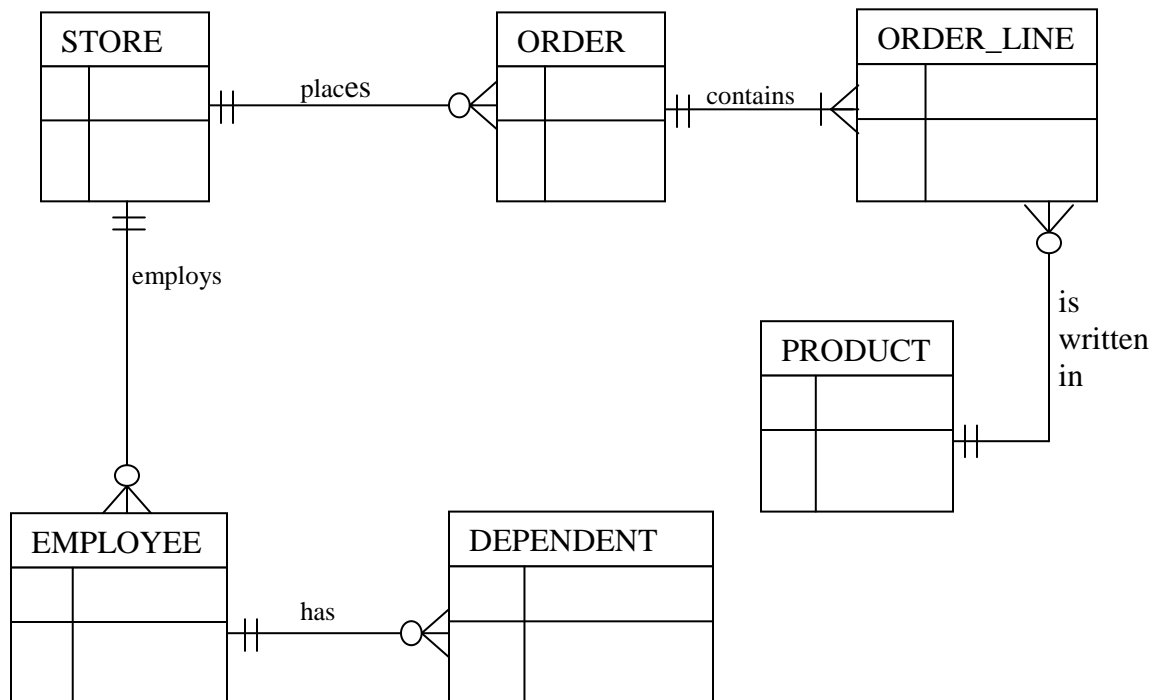 STORE
ORDER
ORDER_LINE
places
contains
employs
is
written
in
PRODUCT
EMPLOYEE
DEPENDENT
has